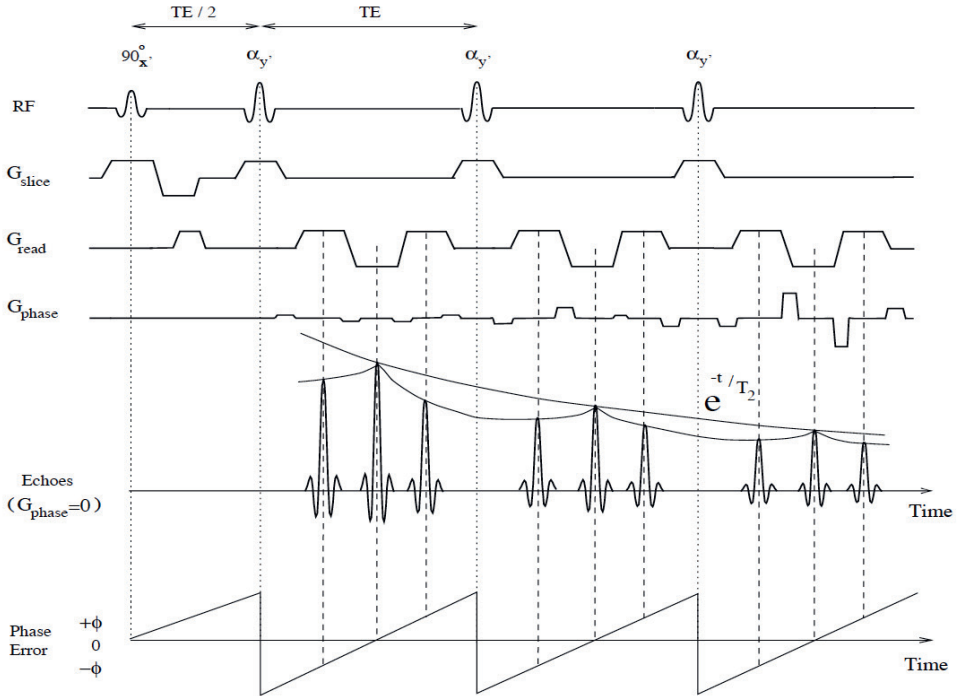 TE / 2 TE
90°x' αy' αy' αy'
RF
Gslice
Gread
Gphase
e^-t/T2
Echoes
(Gphase=0)
Time
+ϕ
Phase 0
Error
−ϕ
Time